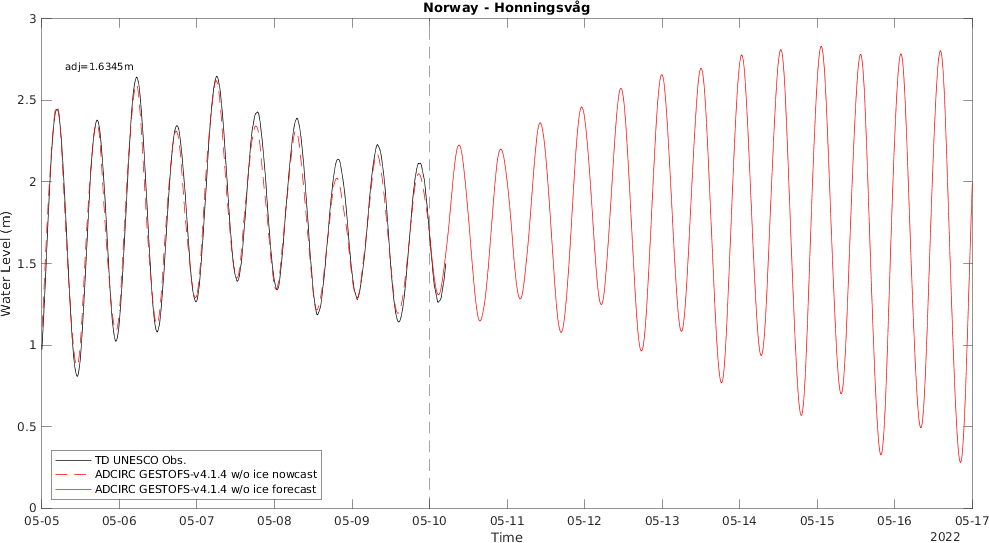 Norway - Honningsvåg
adj=1.6345m
Water Level (m)
3
2.5
2
1.5
1
0.5
0
TD UNESCO Obs.
ADCIRC GESTOFS-v4.1.4 w/o ice nowcast
ADCIRC GESTOFS-v4.1.4 w/o ice forecast
05-05 05-06 05-07 05-08 05-09 05-10 05-11 05-12 05-13 05-14 05-15 05-16 05-17
Time
2022